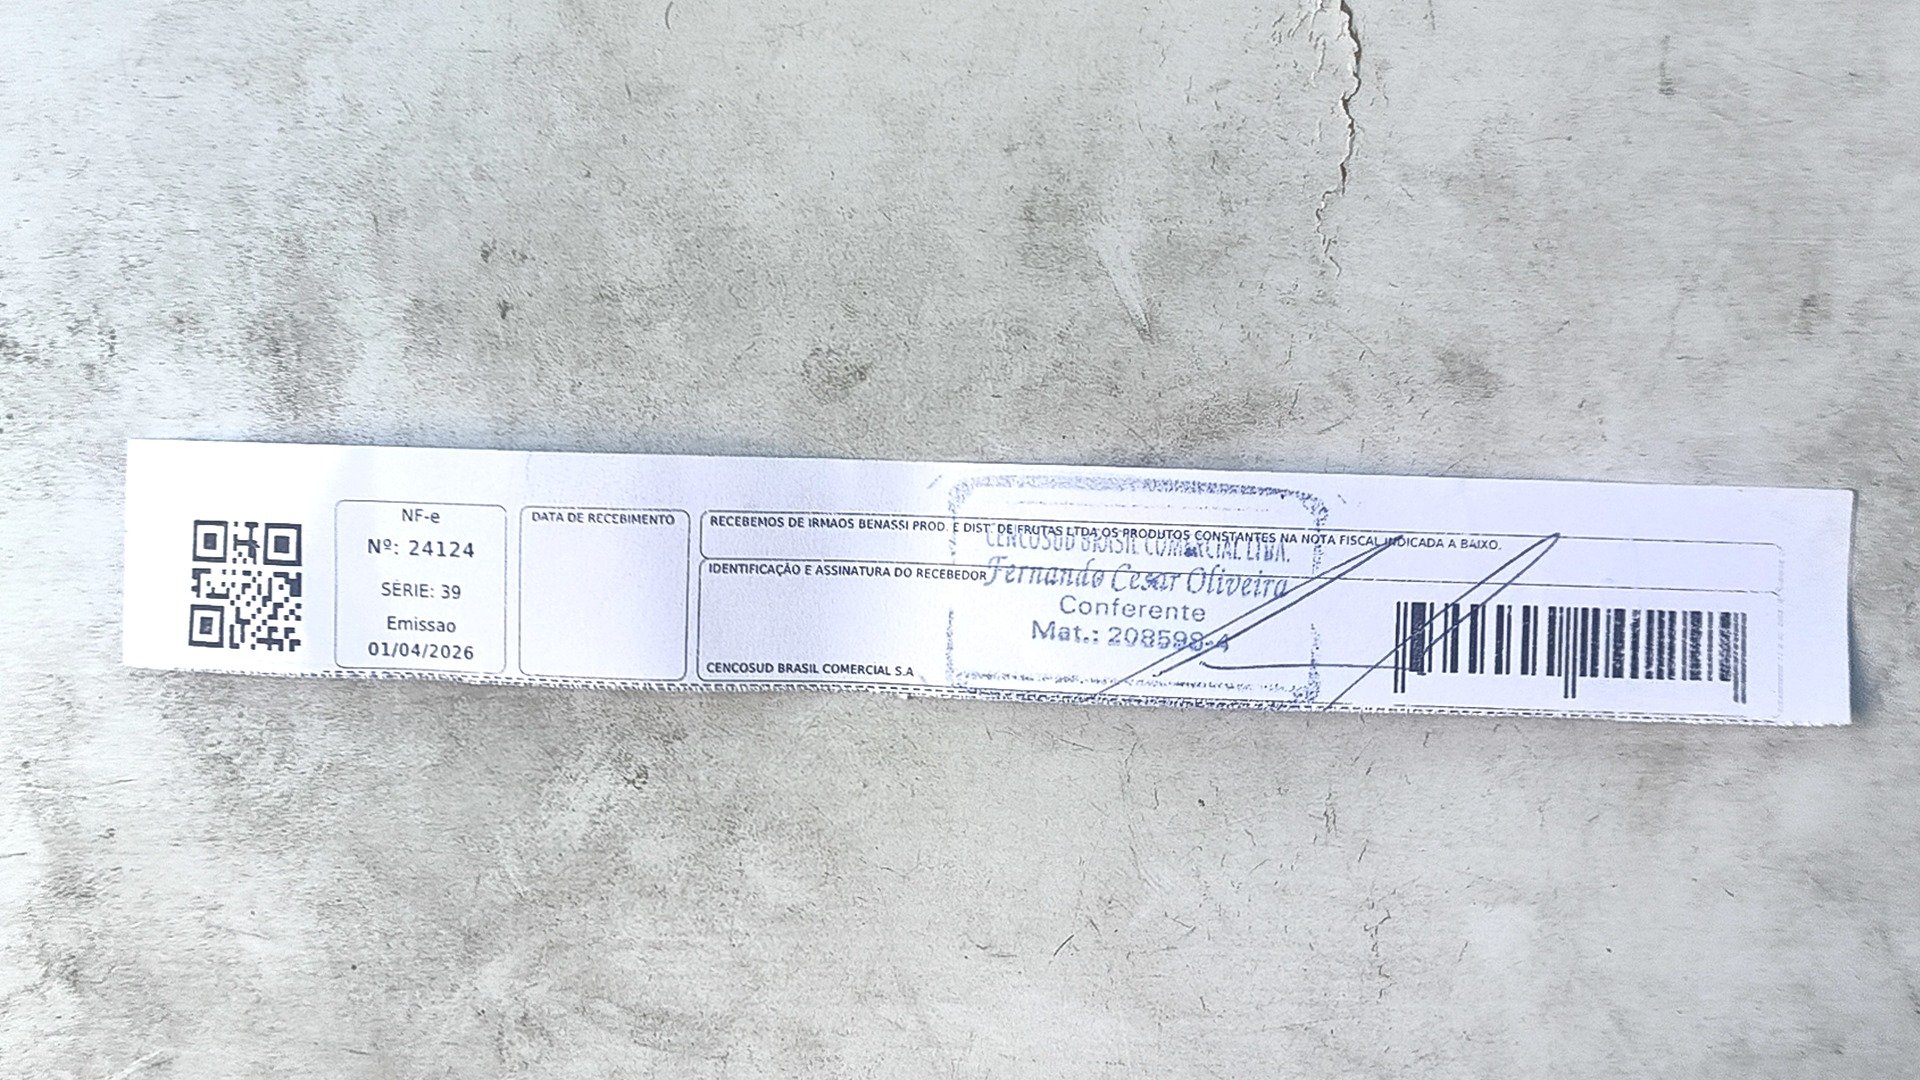 NF-e
Nº: 24124
SÉRIE: 39
Emissao
01/04/2026
DATA DE RECEBIMENTO
RECEBEMOS DE IRMAOS BENASSI PROD. E DIST. DE FRUTAS LTDA OS PRODUTOS CONSTANTES NA NOTA FISCAL INDICADA A BAIXO.
IDENTIFICAÇÃO E ASSINATURA DO RECEBEDOR
CENCOSUD BRASIL COMERCIAL S.A
CENCOSUD BRASIL COMERCIAL LTDA.
Fernando Cesar Oliveira
Conferente
Mat.: 208598-4